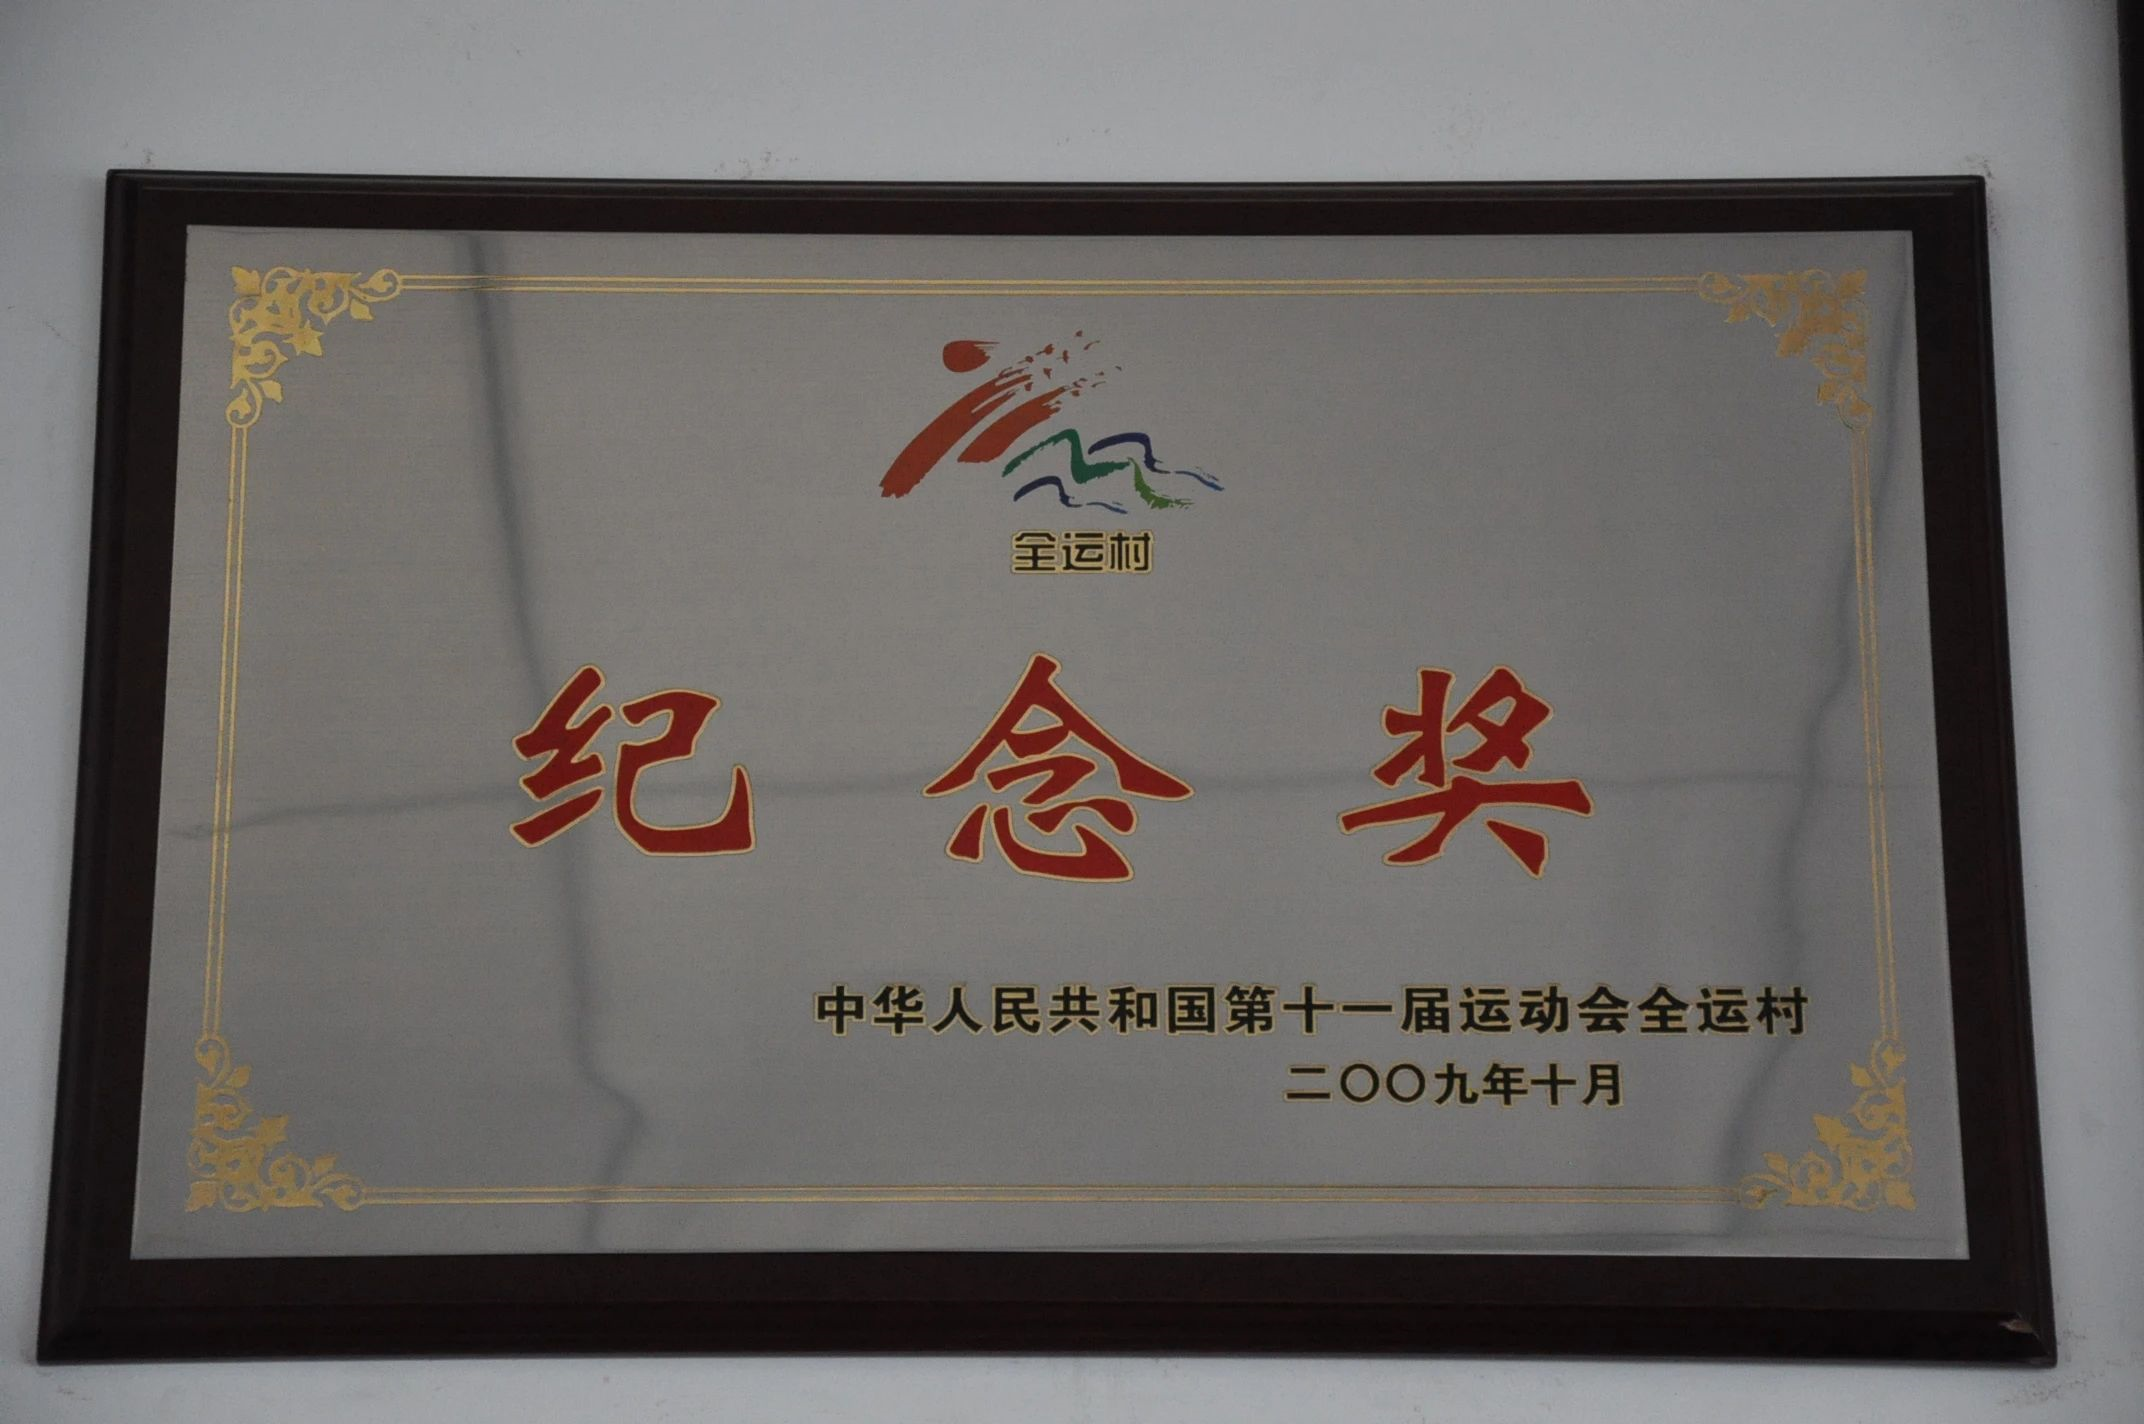 全运村
纪念奖
中华人民共和国第十一届运动会全运村
二〇〇九年十月